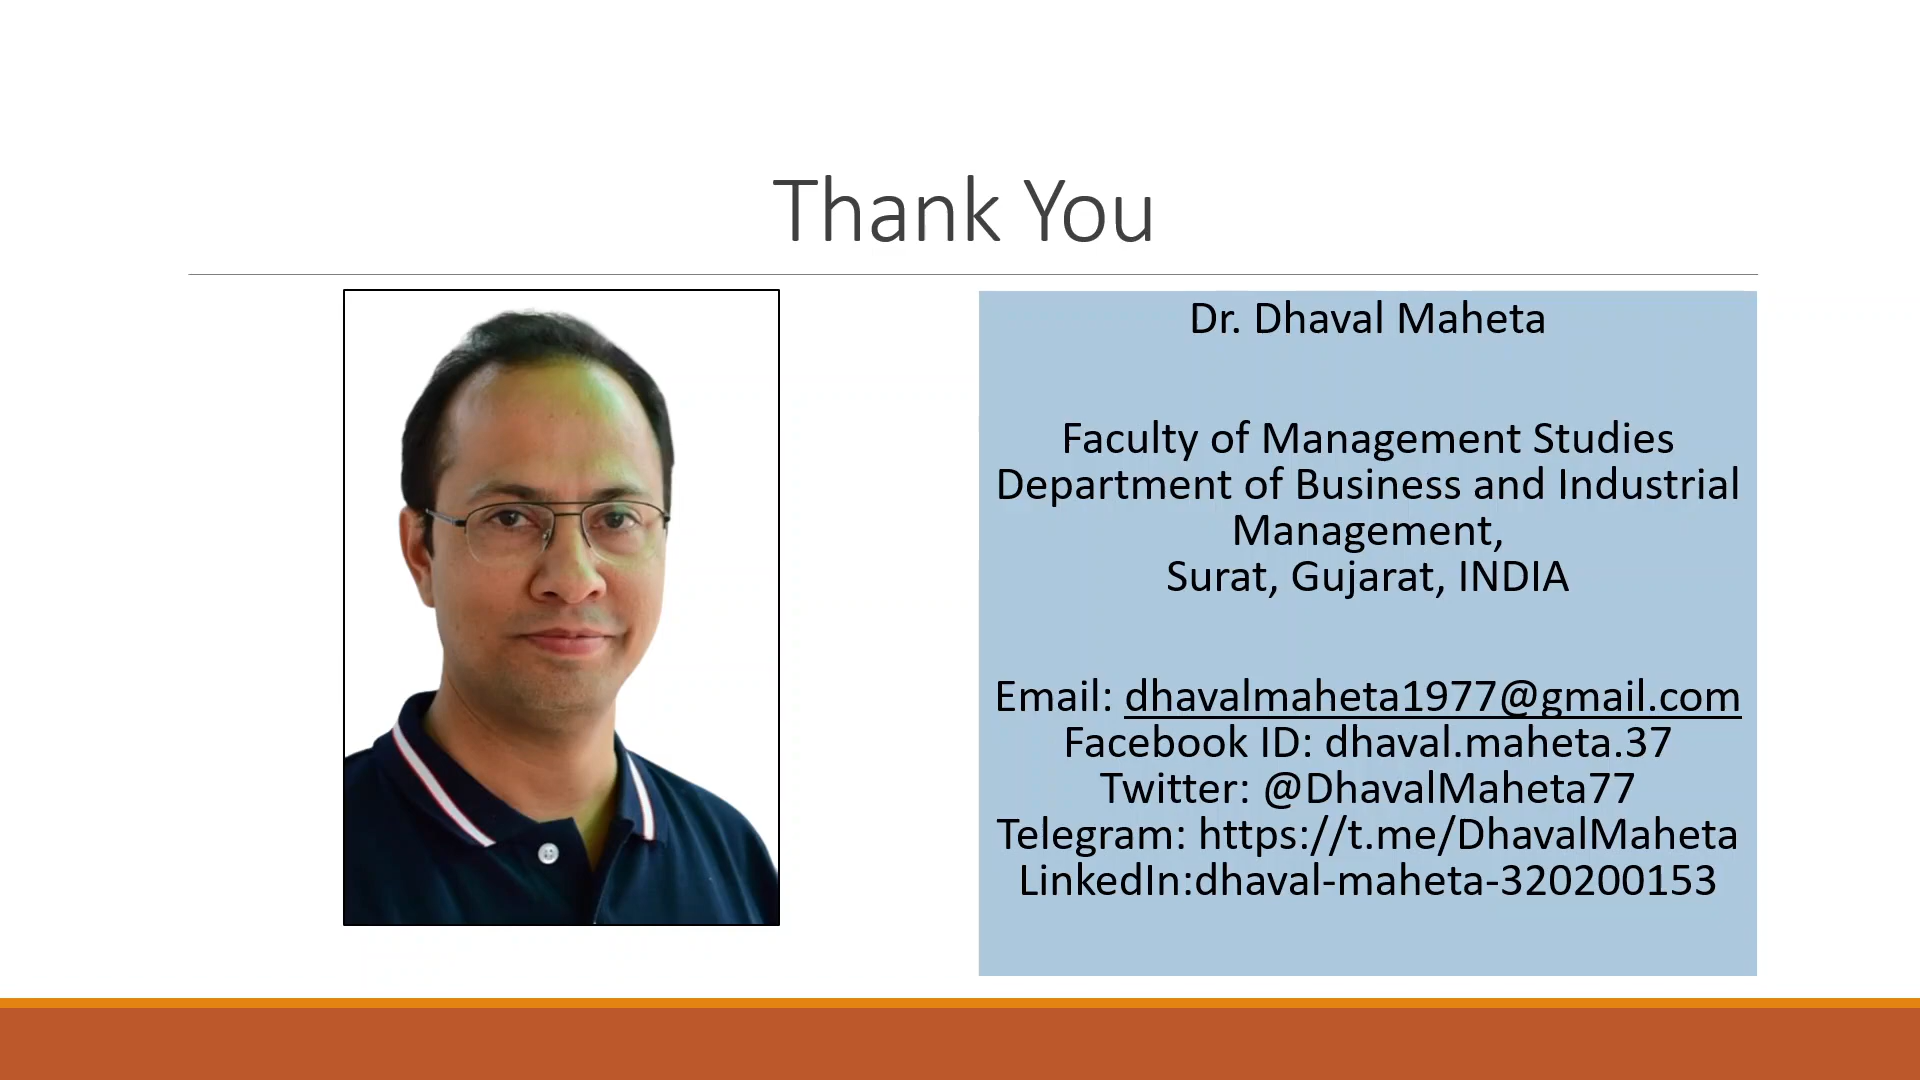 Thank You
Dr. Dhaval Maheta
Faculty of Management Studies
Department of Business and Industrial
Management,
Surat, Gujarat, INDIA
Email: dhavalmaheta1977@gmail.com
Facebook ID: dhaval.maheta.37
Twitter: @DhavalMaheta77
Telegram: https://t.me/DhavalMaheta
LinkedIn:dhaval-maheta-320200153